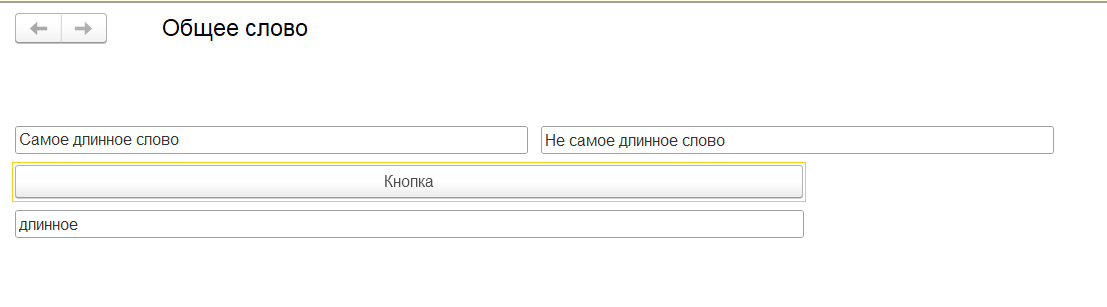 Общее слово
Самое длинное слово Не самое длинное слово
Кнопка
длинное